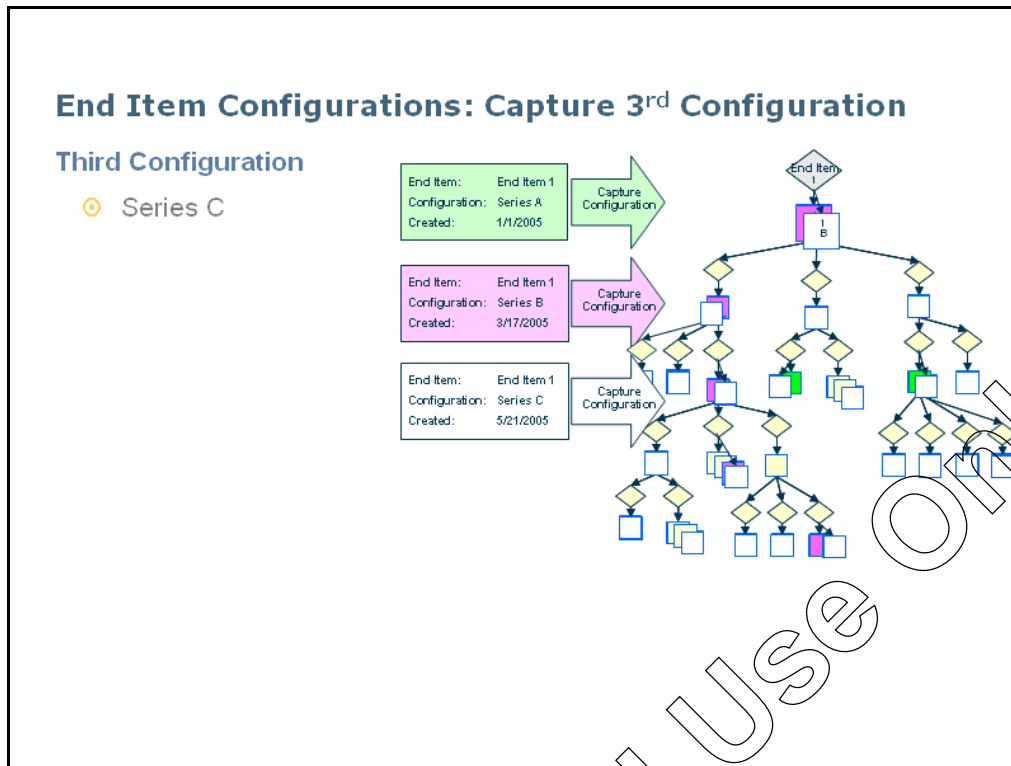 End Item Configurations: Capture 3rd Configuration
Third Configuration
Series C
End Item: End Item 1
Configuration: Series A
Created: 1/1/2005
Capture
Configuration
End Item: End Item 1
Configuration: Series B
Created: 3/17/2005
Capture
Configuration
End Item: End Item 1
Configuration: Series C
Created: 5/21/2005
Capture
Configuration
End Item
1
1
B
Use Onl